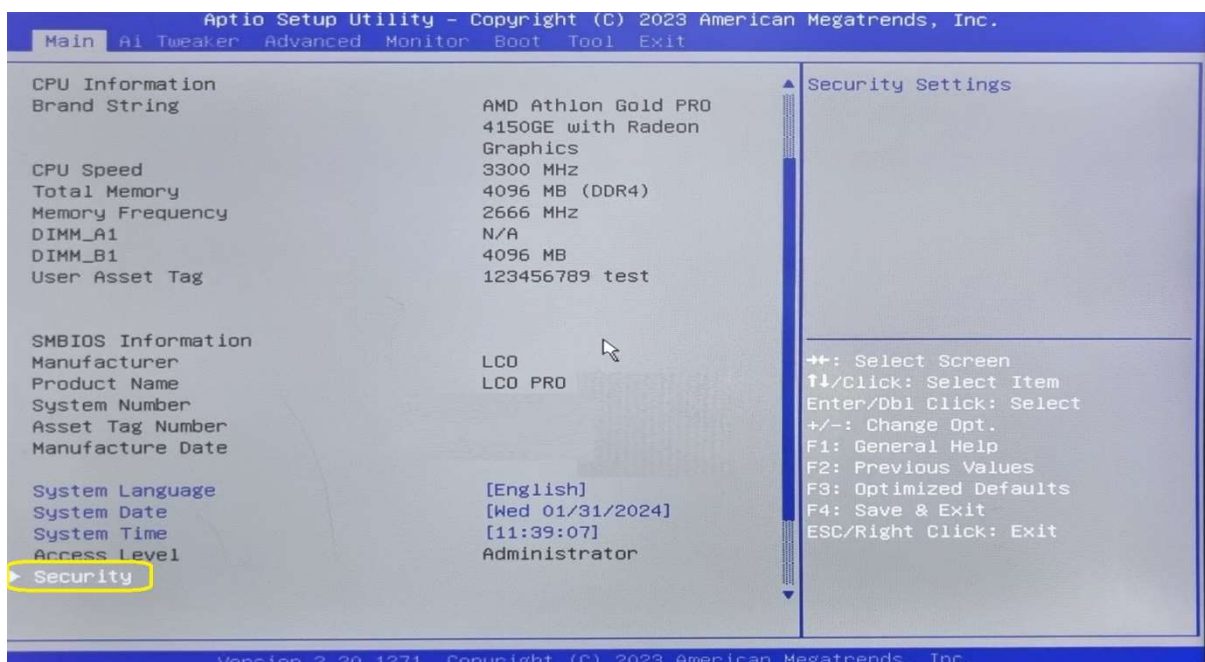 Aptio Setup Utility – Copyright (C) 2023 American Megatrends, Inc.
Main Ai Tweaker Advanced Monitor Boot Tool Exit
CPU Information
Brand String AMD Athlon Gold PRO
4150GE with Radeon
Graphics
CPU Speed 3300 MHz
Total Memory 4096 MB (DDR4)
Memory Frequency 2666 MHz
DIMM_A1 N/A
DIMM_B1 4096 MB
User Asset Tag 123456789 test
SMBIOS Information
Manufacturer LCO
Product Name LCO PRO
System Number
Asset Tag Number
Manufacture Date
System Language [English]
System Date [Wed 01/31/2024]
System Time [11:39:07]
Access Level Administrator
Security
Security Settings
→←: Select Screen
↑↓/Click: Select Item
Enter/Dbl Click: Select
+/-: Change Opt.
F1: General Help
F2: Previous Values
F3: Optimized Defaults
F4: Save & Exit
ESC/Right Click: Exit
Version 2.20.1271. Copyright (C) 2023 American Megatrends, Inc.